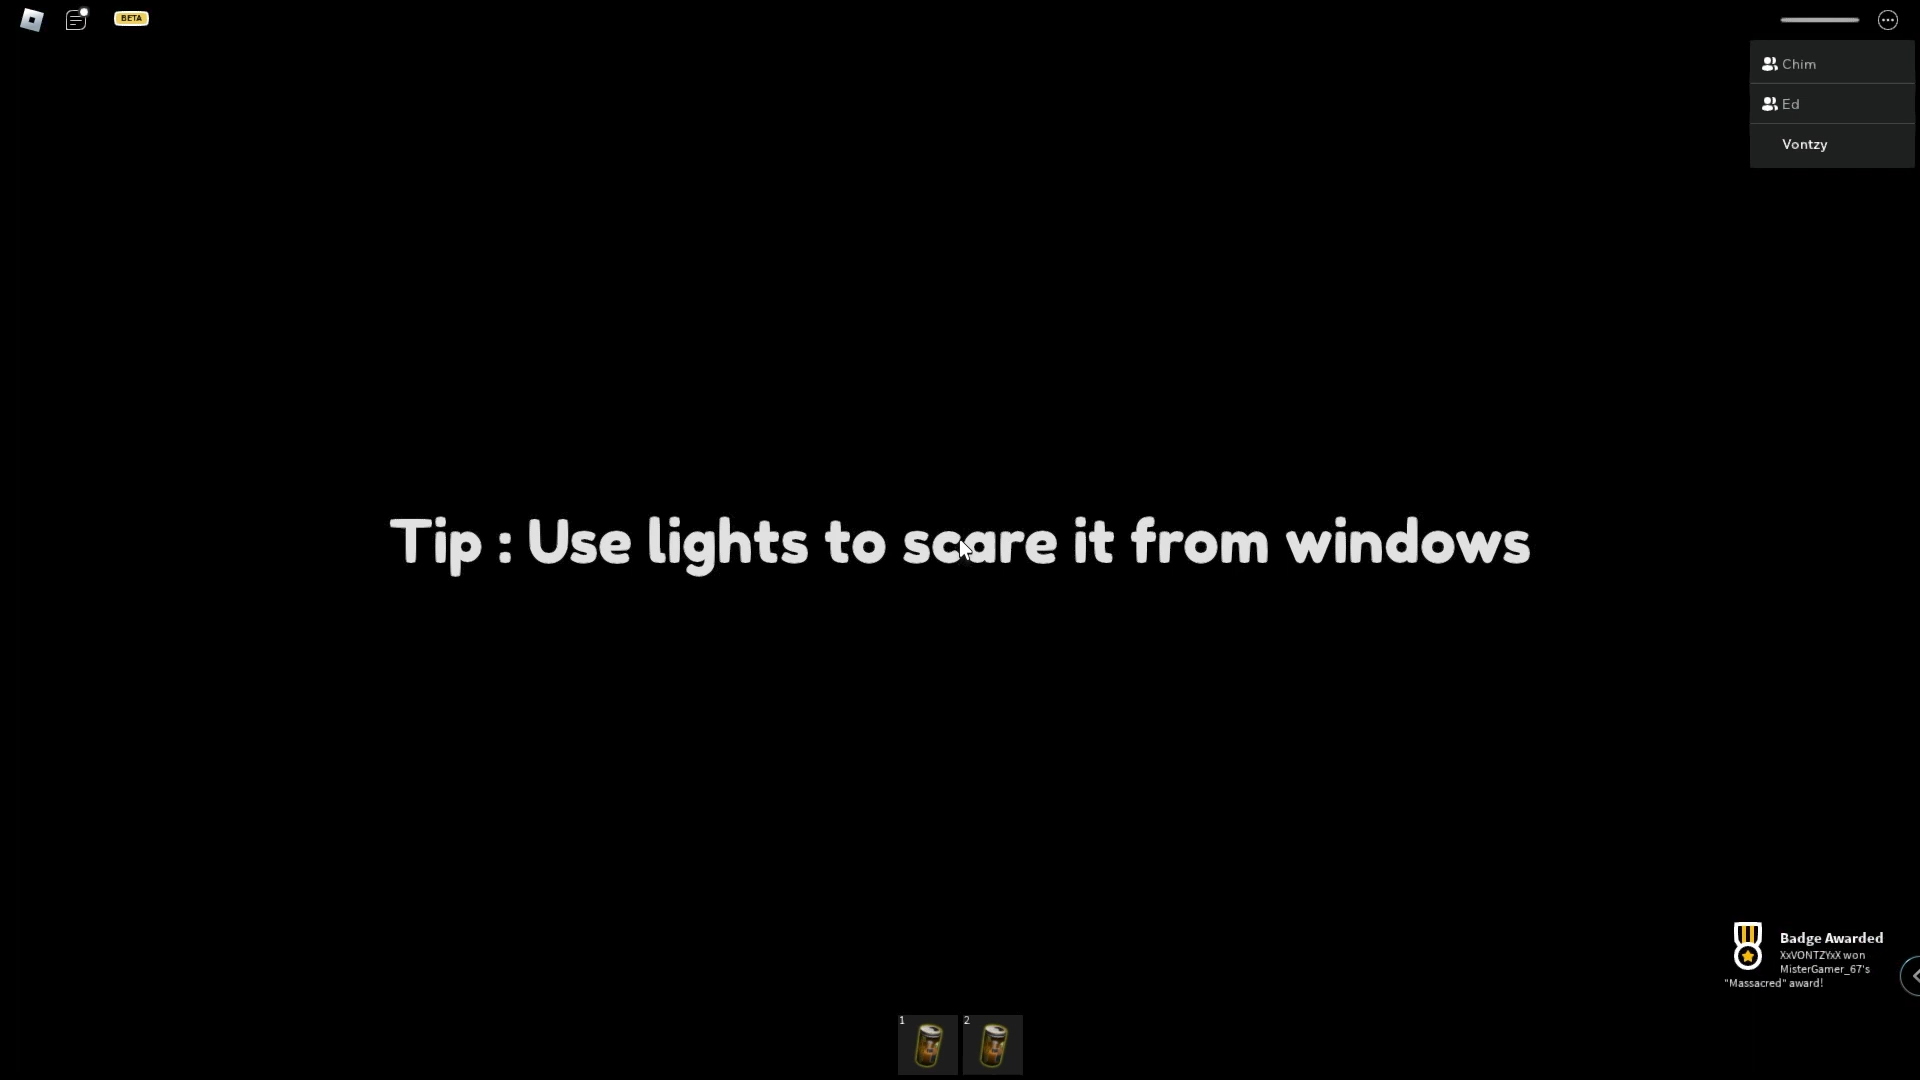 BETA
Chim
Ed
Vontzy
Tip : Use lights to scare it from windows
Badge Awarded
XxVONTZYxX won
MisterGamer_67's
"Massacred" award!
1 2